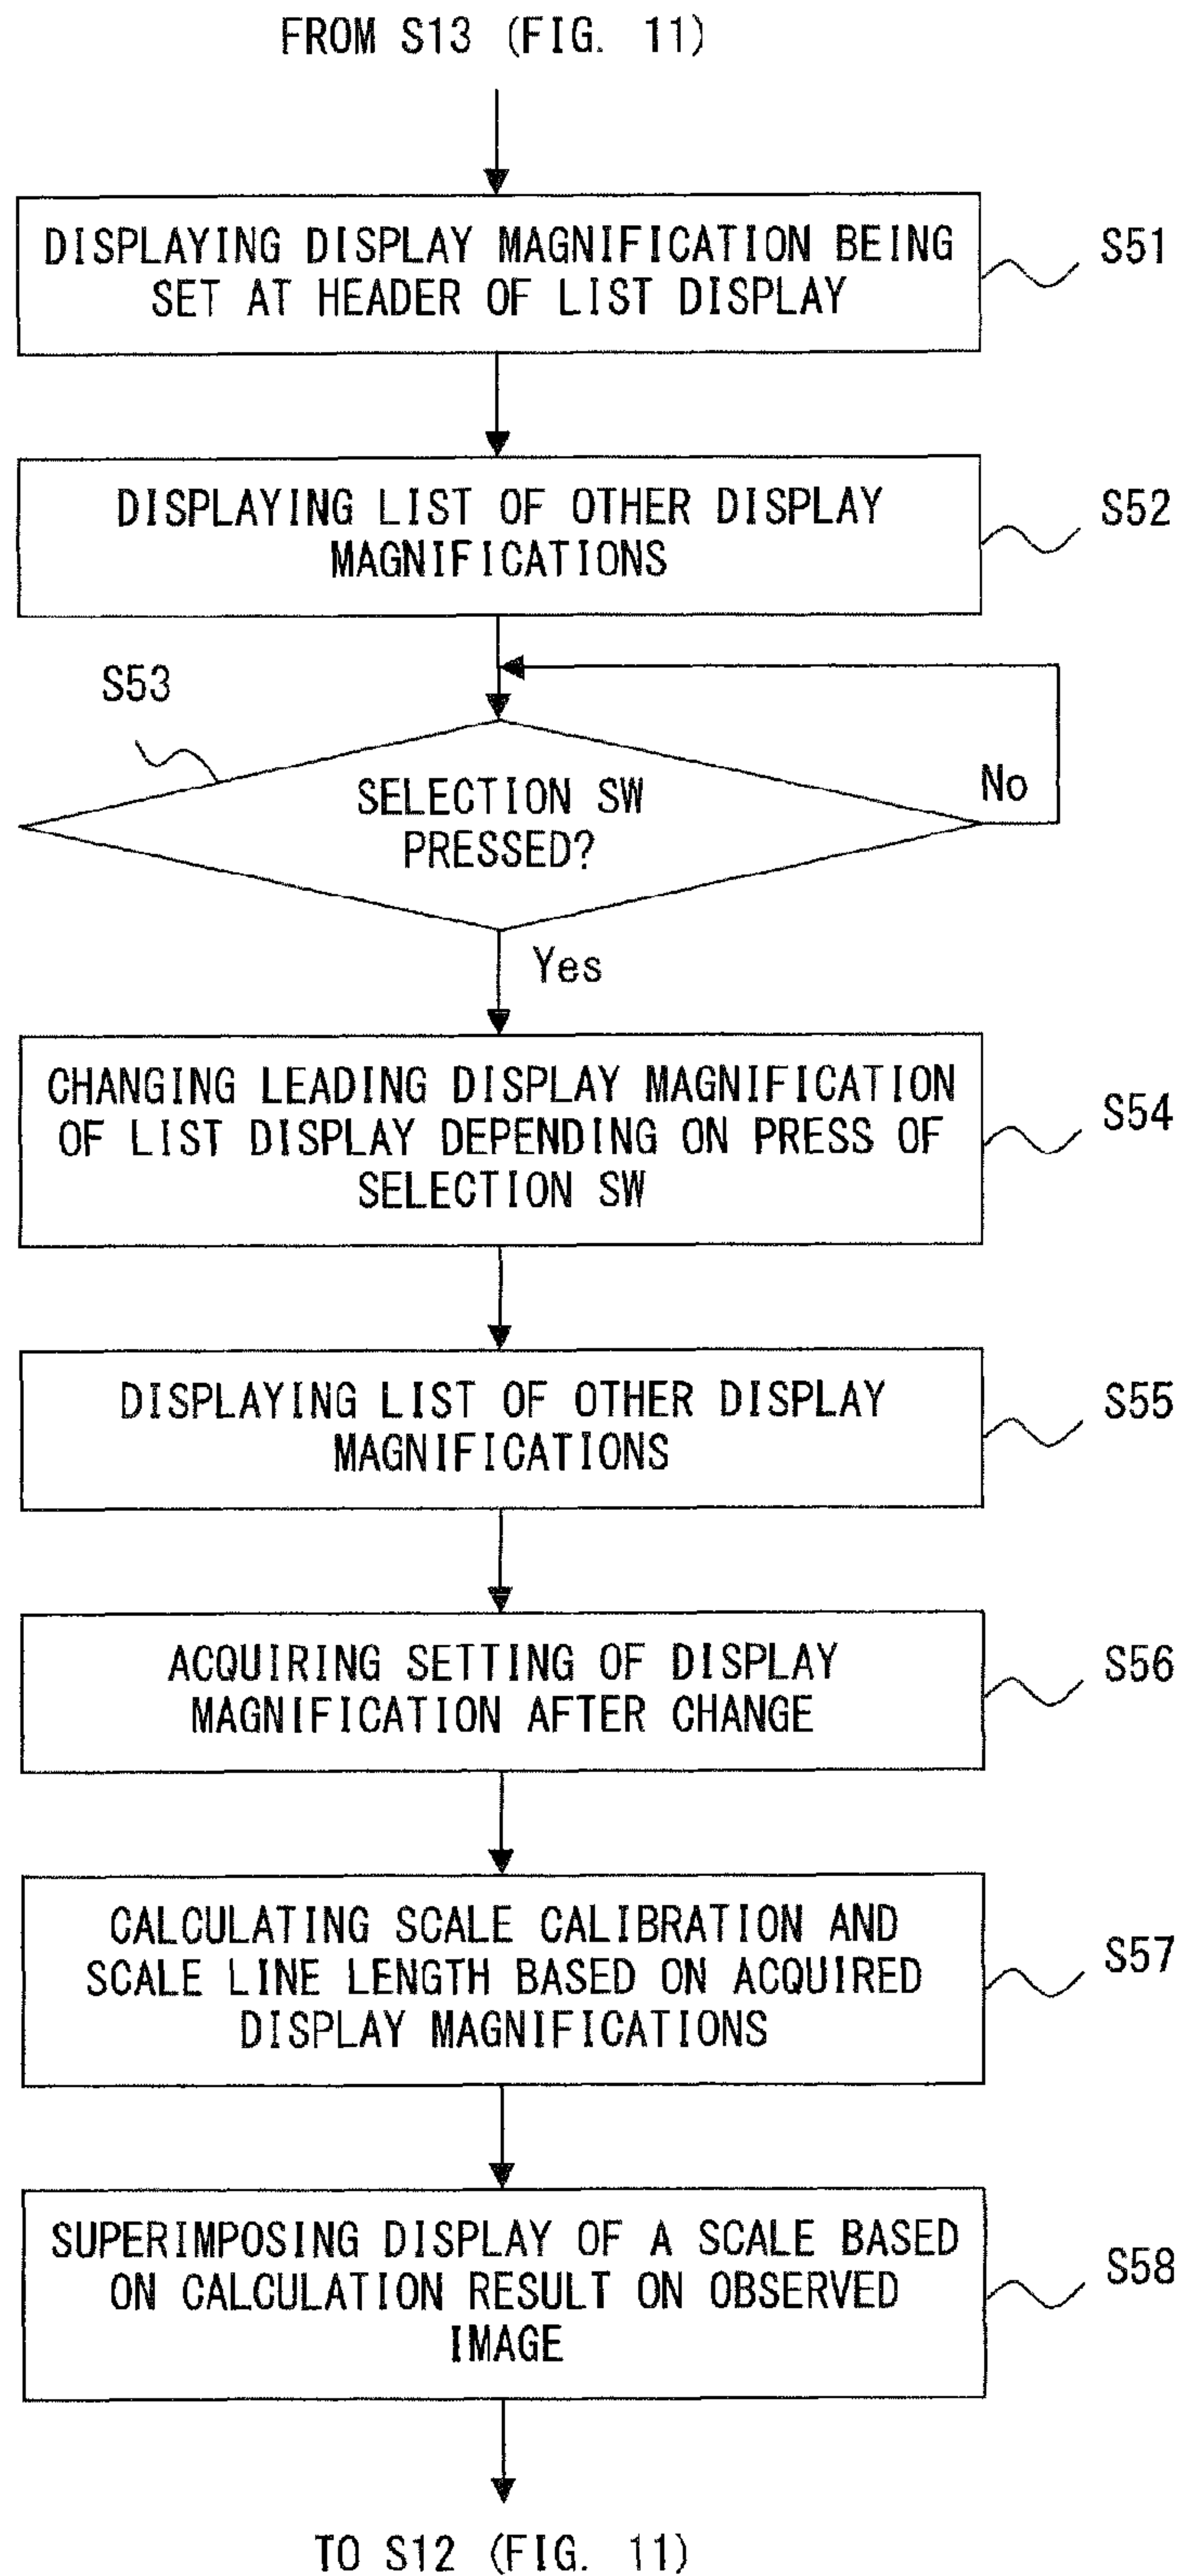 FROM S13 (FIG. 11)
DISPLAYING DISPLAY MAGNIFICATION BEING
SET AT HEADER OF LIST DISPLAY
S51
DISPLAYING LIST OF OTHER DISPLAY
MAGNIFICATIONS
S52
S53
SELECTION SW
PRESSED?
No
Yes
CHANGING LEADING DISPLAY MAGNIFICATION
OF LIST DISPLAY DEPENDING ON PRESS OF
SELECTION SW
S54
DISPLAYING LIST OF OTHER DISPLAY
MAGNIFICATIONS
S55
ACQUIRING SETTING OF DISPLAY
MAGNIFICATION AFTER CHANGE
S56
CALCULATING SCALE CALIBRATION AND
SCALE LINE LENGTH BASED ON ACQUIRED
DISPLAY MAGNIFICATIONS
S57
SUPERIMPOSING DISPLAY OF A SCALE BASED
ON CALCULATION RESULT ON OBSERVED
IMAGE
S58
TO S12 (FIG. 11)